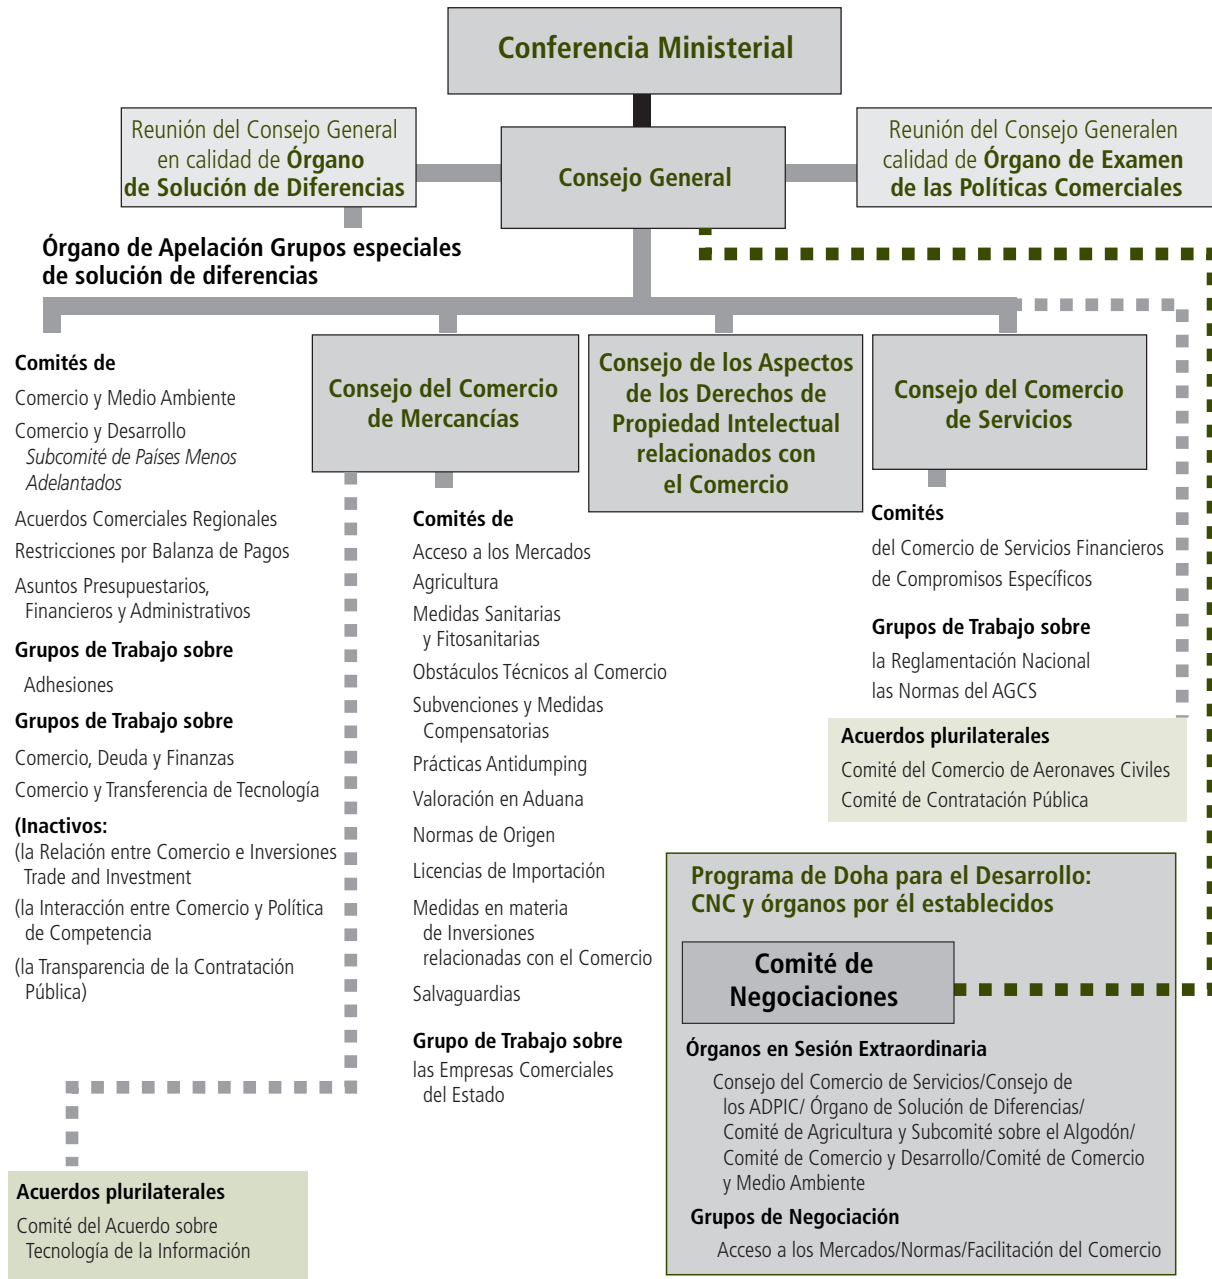 Conferencia Ministerial
Reunión del Consejo General
en calidad de Órgano
de Solución de Diferencias
Consejo General
Reunión del Consejo Generalen
calidad de Órgano de Examen
de las Políticas Comerciales
Órgano de Apelación Grupos especiales
de solución de diferencias
Comités de
Comercio y Medio Ambiente
Comercio y Desarrollo
Subcomité de Países Menos
Adelantados
Acuerdos Comerciales Regionales
Restricciones por Balanza de Pagos
Asuntos Presupuestarios,
Financieros y Administrativos
Grupos de Trabajo sobre
Adhesiones
Grupos de Trabajo sobre
Comercio, Deuda y Finanzas
Comercio y Transferencia de Tecnología
(Inactivos:
(la Relación entre Comercio e Inversiones
Trade and Investment
(la Interacción entre Comercio y Política
de Competencia
(la Transparencia de la Contratación
Pública)
Acuerdos plurilaterales
Comité del Acuerdo sobre
Tecnología de la Información
Consejo del Comercio
de Mercancías
Comités de
Acceso a los Mercados
Agricultura
Medidas Sanitarias
y Fitosanitarias
Obstáculos Técnicos al Comercio
Subvenciones y Medidas
Compensatorias
Prácticas Antidumping
Valoración en Aduana
Normas de Origen
Licencias de Importación
Medidas en materia
de Inversiones
relacionadas con el Comercio
Salvaguardias
Grupo de Trabajo sobre
las Empresas Comerciales
del Estado
Consejo de los Aspectos
de los Derechos de
Propiedad Intelectual
relacionados con
el Comercio
Consejo del Comercio
de Servicios
Comités
del Comercio de Servicios Financieros
de Compromisos Específicos
Grupos de Trabajo sobre
la Reglamentación Nacional
las Normas del AGCS
Acuerdos plurilaterales
Comité del Comercio de Aeronaves Civiles
Comité de Contratación Pública
Programa de Doha para el Desarrollo:
CNC y órganos por él establecidos
Comité de
Negociaciones
Órganos en Sesión Extraordinaria
Consejo del Comercio de Servicios/Consejo de
los ADPIC/ Órgano de Solución de Diferencias/
Comité de Agricultura y Subcomité sobre el Algodón/
Comité de Comercio y Desarrollo/Comité de Comercio
y Medio Ambiente
Grupos de Negociación
Acceso a los Mercados/Normas/Facilitación del Comercio